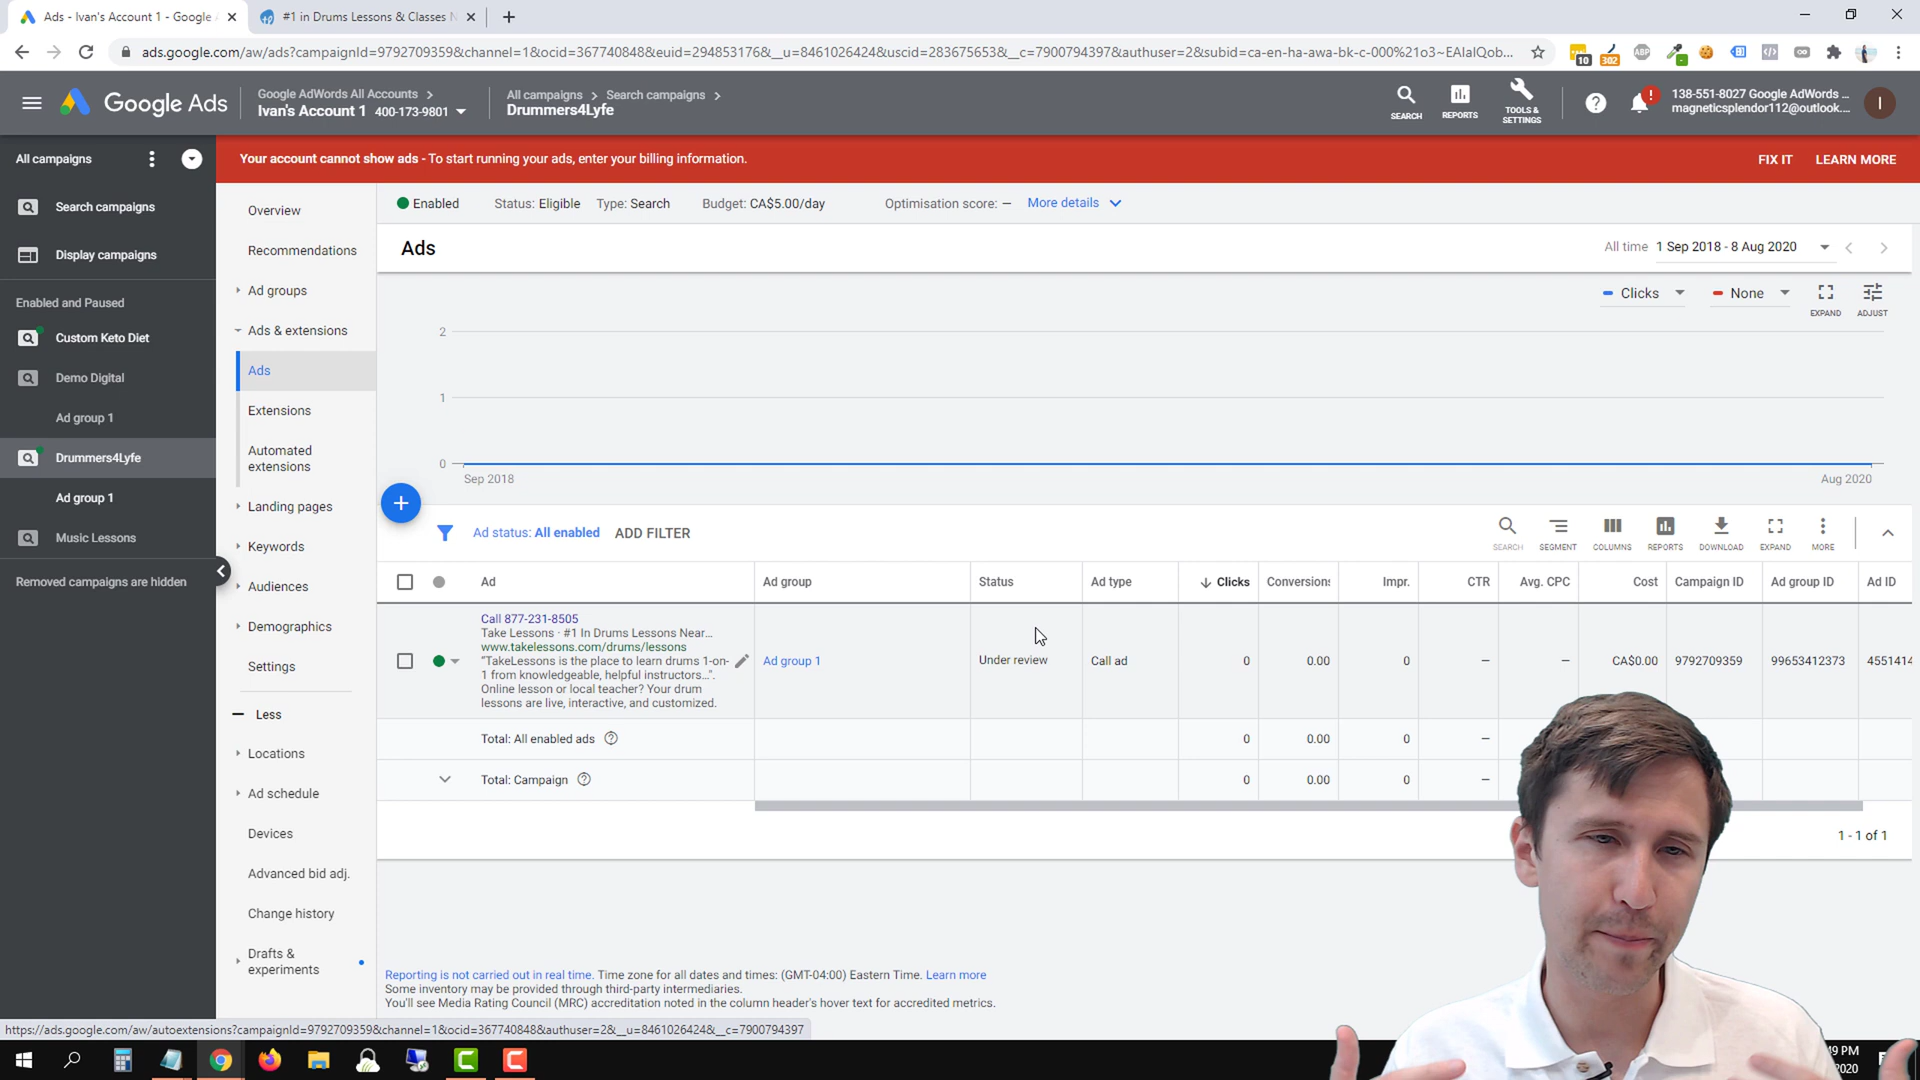 Ads - Ivan's Account 1 - Google
#1 in Drums Lessons & Classes N
ads.google.com/aw/ads?campaignId=9792709359&channel=1&ocid=367740848&euid=294853176&__u=8461026424&uscid=283675653&__c=7900794397&authuser=2&subid=ca-en-ha-awa-bk-c-000%21o3~EAIaIQob...
10
302
ABP
Google Ads
Google AdWords All Accounts
Ivan's Account 1 400-173-9801
All campaigns
Search campaigns
Drummers4Lyfe
SEARCH
REPORTS
TOOLS &
SETTINGS
138-551-8027 Google AdWords ...
magneticsplendor112@outlook....
I
Your account cannot show ads - To start running your ads, enter your billing information.
FIX IT
LEARN MORE
All campaigns
Search campaigns
Display campaigns
Enabled and Paused
Custom Keto Diet
Demo Digital
Ad group 1
Drummers4Lyfe
Ad group 1
Music Lessons
Removed campaigns are hidden
Overview
Recommendations
Ad groups
Ads & extensions
Ads
Extensions
Automated
extensions
Landing pages
Keywords
Audiences
Demographics
Settings
Less
Locations
Ad schedule
Devices
Advanced bid adj.
Change history
Drafts &
experiments
Enabled Status: Eligible Type: Search Budget: CA$5.00/day Optimisation score: – More details
Ads
All time 1 Sep 2018 - 8 Aug 2020
Clicks
None
EXPAND
ADJUST
2
1
0
Sep 2018
Aug 2020
Ad status: All enabled
ADD FILTER
SEARCH
SEGMENT
COLUMNS
REPORTS
DOWNLOAD
EXPAND
MORE
Ad Ad group Status Ad type Clicks Conversions Impr. CTR Avg. CPC Cost Campaign ID Ad group ID Ad ID
Call 877-231-8505
Take Lessons · #1 In Drums Lessons Near...
www.takelessons.com/drums/lessons
"TakeLessons is the place to learn drums 1-on-
1 from knowledgeable, helpful instructors...".
Online lesson or local teacher? Your drum
lessons are live, interactive, and customized.
Ad group 1 Under review Call ad 0 0.00 0 – – CA$0.00 9792709359 99653412373 4551414
Total: All enabled ads 0 0.00 0 –
Total: Campaign 0 0.00 0 –
1 - 1 of 1
Reporting is not carried out in real time. Time zone for all dates and times: (GMT-04:00) Eastern Time. Learn more
Some inventory may be provided through third-party intermediaries.
You'll see Media Rating Council (MRC) accreditation noted in the column header's hover text for accredited metrics.
https://ads.google.com/aw/autoextensions?campaignId=9792709359&channel=1&ocid=367740848&authuser=2&__u=8461026424&__c=7900794397
49 PM
2020